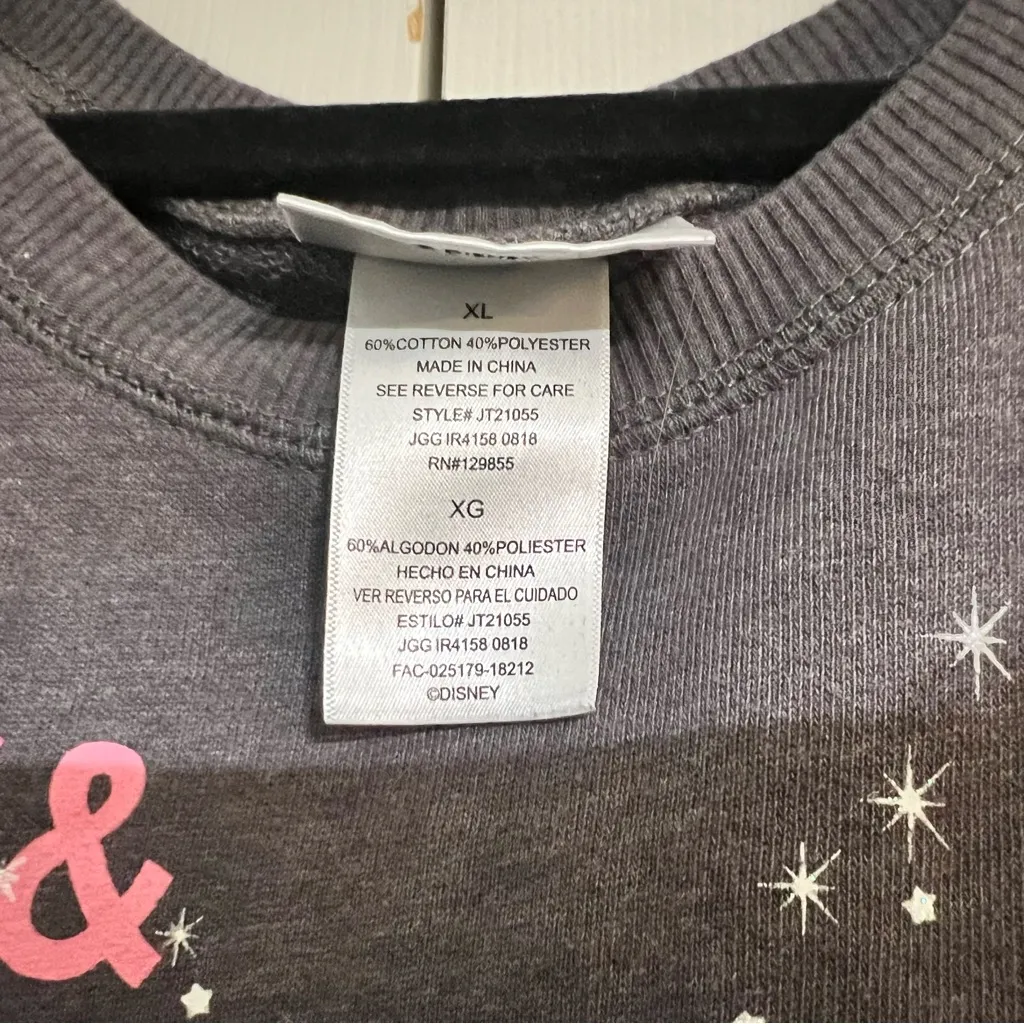 XL
60%COTTON 40%POLYESTER
MADE IN CHINA
SEE REVERSE FOR CARE
STYLE# JT21055
JGG IR4158 0818
RN#129855
XG
60%ALGODON 40%POLIESTER
HECHO EN CHINA
VER REVERSO PARA EL CUIDADO
ESTILO# JT21055
JGG IR4158 0818
FAC-025179-18212
©DISNEY
&